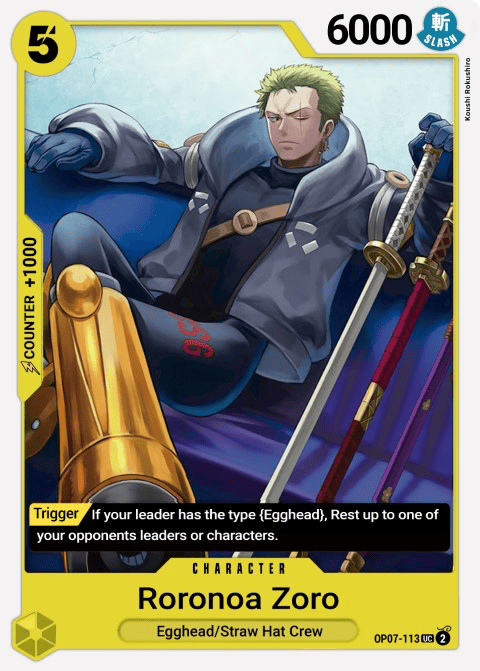 5
6000
斬
SLASH
Koushi Rokushiro
COUNTER +1000
Trigger If your leader has the type {Egghead}, Rest up to one of
your opponents leaders or characters.
CHARACTER
Roronoa Zoro
Egghead/Straw Hat Crew
OP07-113 UC 2